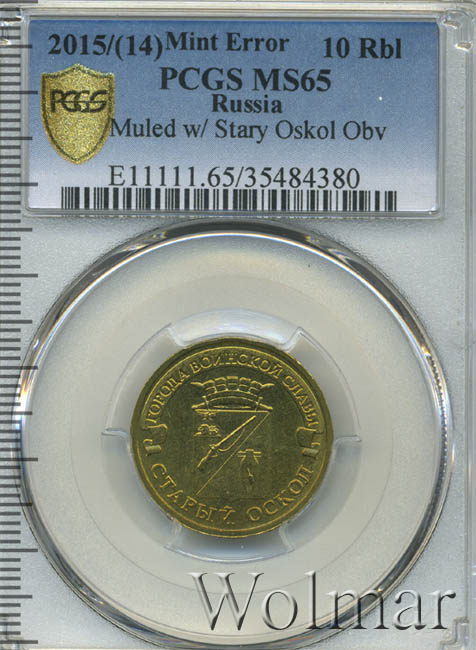 2015/(14) Mint Error 10 Rbl
PCGS MS65
Russia
Muled w/ Stary Oskol Obv
PCGS
E11111.65/35484380
ГОРОДА ВОИНСКОЙ СЛАВЫ
СТАРЫЙ ОСКОЛ
Wolmar